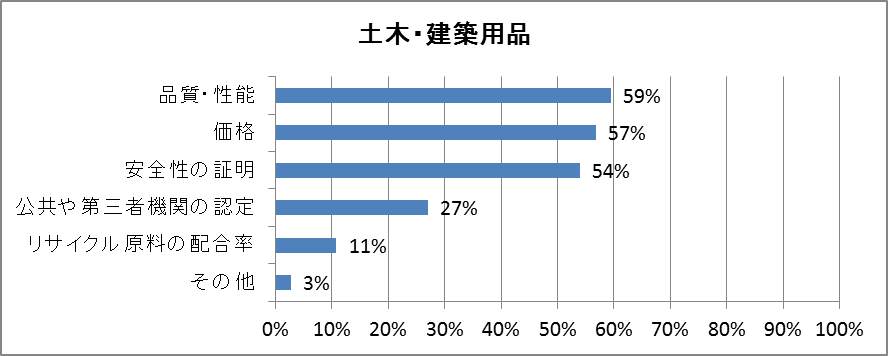 土木・建築用品
品質・性能 59%
価格 57%
安全性の証明 54%
公共や第三者機関の認定 27%
リサイクル原料の配合率 11%
その他 3%
0% 10% 20% 30% 40% 50% 60% 70% 80% 90% 100%